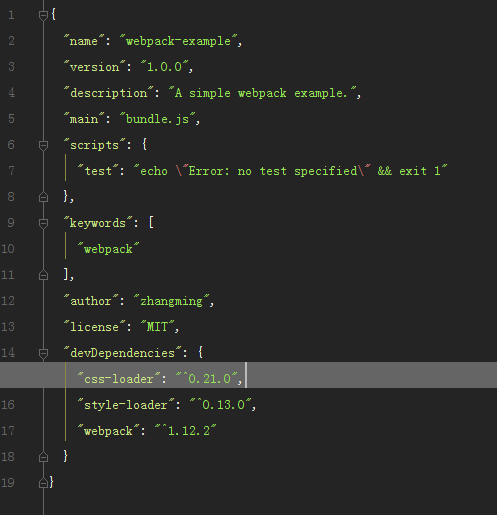 1 {
2 "name": "webpack-example",
3 "version": "1.0.0",
4 "description": "A simple webpack example.",
5 "main": "bundle.js",
6 "scripts": {
7 "test": "echo \"Error: no test specified\" && exit 1"
8 },
9 "keywords": [
10 "webpack"
11 ],
12 "author": "zhangming",
13 "license": "MIT",
14 "devDependencies": {
"css-loader": "^0.21.0",
16 "style-loader": "^0.13.0",
17 "webpack": "^1.12.2"
18 }
19 }